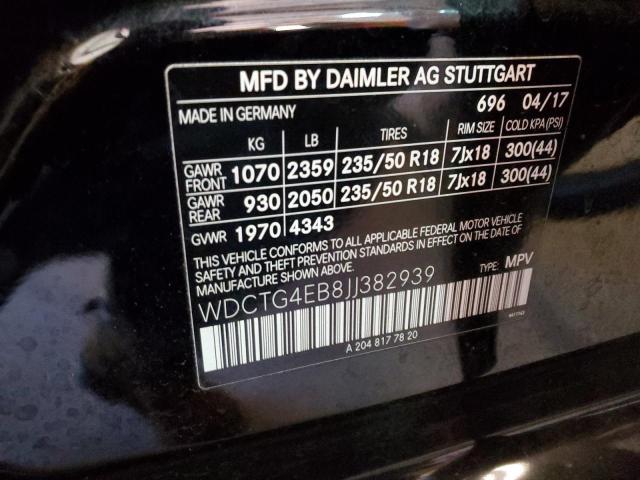 MFD BY DAIMLER AG STUTTGART
MADE IN GERMANY 696 04/17
KG LB TIRES RIM SIZE COLD KPA(PSI)
GAWR FRONT 1070 2359 235/50 R18 7Jx18 300(44)
GAWR REAR 930 2050 235/50 R18 7Jx18 300(44)
GVWR 1970 4343
THIS VEHICLE CONFORMS TO ALL APPLICABLE FEDERAL MOTOR VEHICLE
SAFETY AND THEFT PREVENTION STANDARDS IN EFFECT ON THE DATE OF
MANUFACTURE SHOWN ABOVE.
WDCTG4EB8JJ382939 TYPE: MPV
A 204 817 78 20